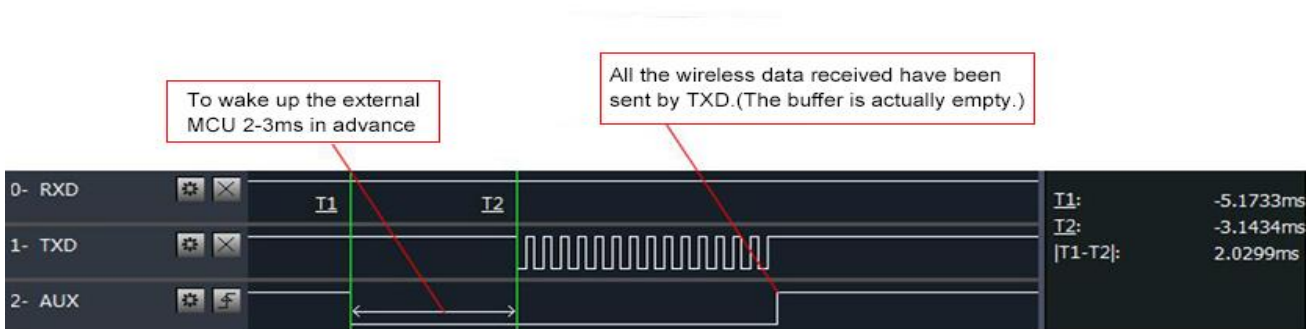 To wake up the external
MCU 2-3ms in advance
All the wireless data received have been
sent by TXD.(The buffer is actually empty.)
0- RXD
T1
T2
1- TXD
2- AUX
T1: -5.1733ms
T2: -3.1434ms
|T1-T2|: 2.0299ms